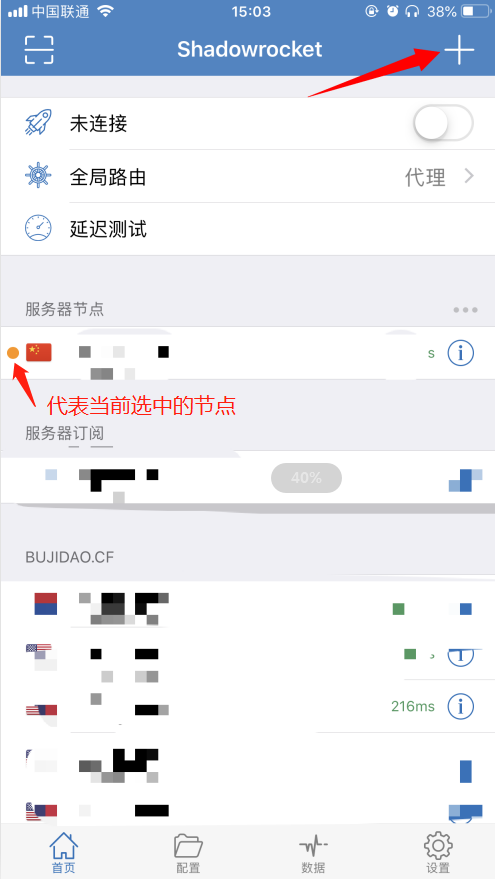 中国联通 15:03 38%
Shadowrocket
未连接
全局路由 代理
延迟测试
服务器节点
s
代表当前选中的节点
服务器订阅
40%
BUJIDAO.CF
216ms
首页 配置 数据 设置